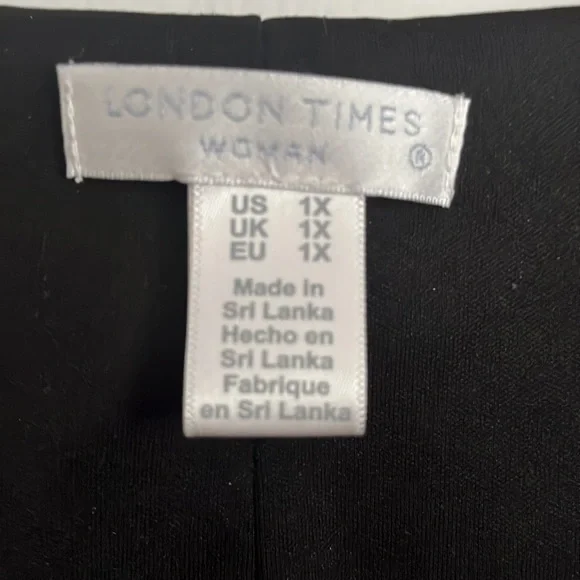 LONDON TIMES
WOMAN ®
US 1X
UK 1X
EU 1X
Made in
Sri Lanka
Hecho en
Sri Lanka
Fabrique
en Sri Lanka